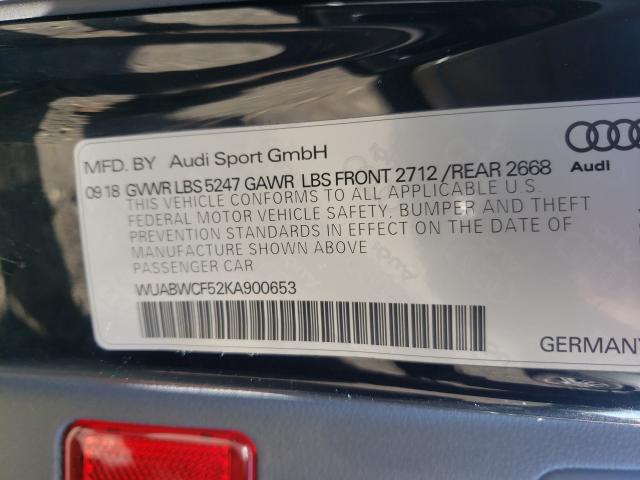 MFD. BY Audi Sport GmbH
Audi
09 18 GVWR LBS 5247 GAWR LBS FRONT 2712 /REAR 2668
THIS VEHICLE CONFORMS TO ALL APPLICABLE U.S.
FEDERAL MOTOR VEHICLE SAFETY, BUMPER AND THEFT
PREVENTION STANDARDS IN EFFECT ON THE DATE OF
MANUFACTURE SHOWN ABOVE
PASSENGER CAR
WUABWCF52KA900653
GERMANY